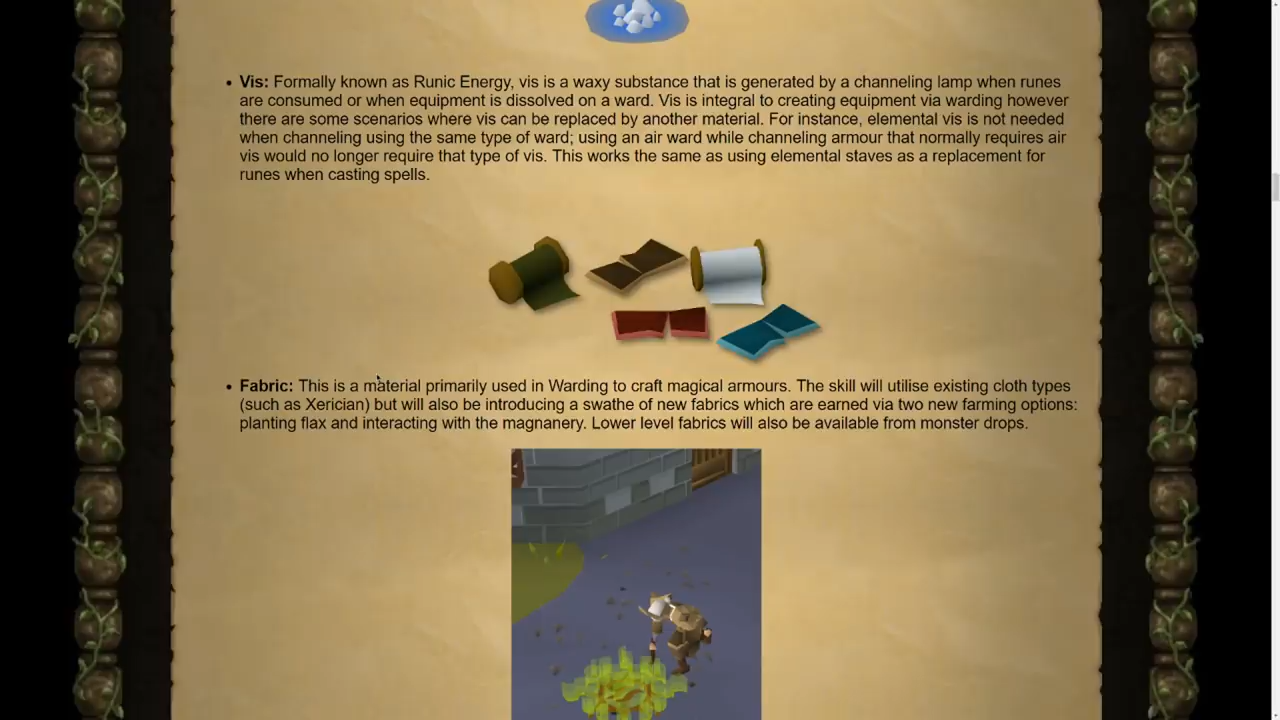 • Vis: Formally known as Runic Energy, vis is a waxy substance that is generated by a channeling lamp when runes
are consumed or when equipment is dissolved on a ward. Vis is integral to creating equipment via warding however
there are some scenarios where vis can be replaced by another material. For instance, elemental vis is not needed
when channeling using the same type of ward; using an air ward while channeling armour that normally requires air
vis would no longer require that type of vis. This works the same as using elemental staves as a replacement for
runes when casting spells.
• Fabric: This is a material primarily used in Warding to craft magical armours. The skill will utilise existing cloth types
(such as Xerician) but will also be introducing a swathe of new fabrics which are earned via two new farming options:
planting flax and interacting with the magnanery. Lower level fabrics will also be available from monster drops.